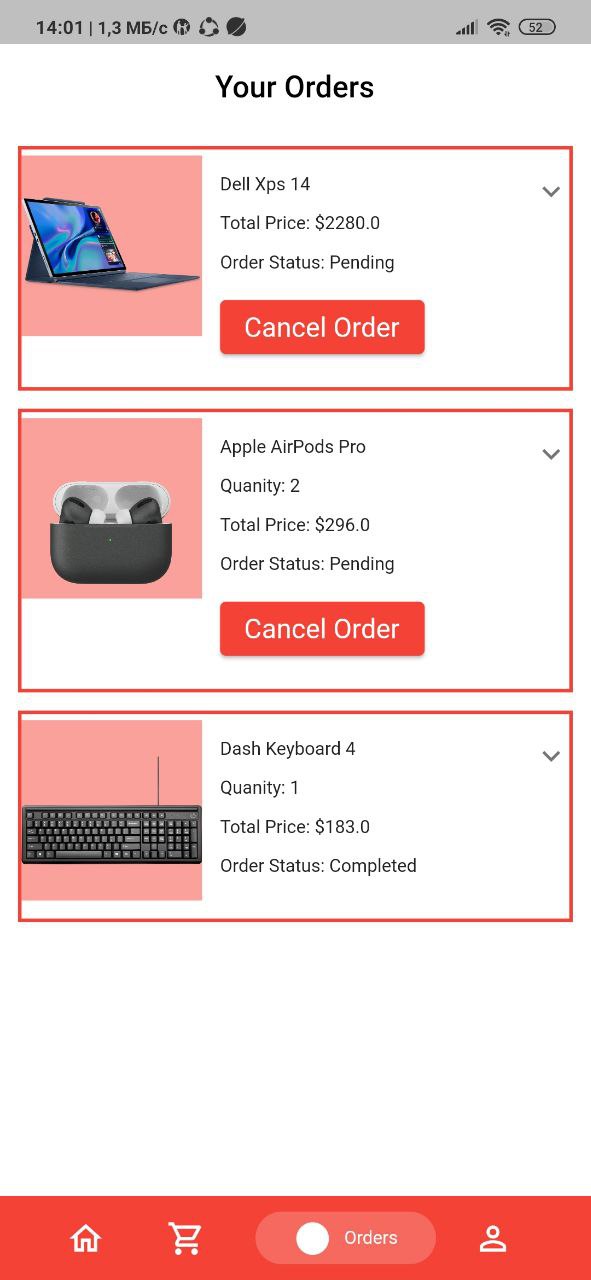 14:01 | 1,3 МБ/с
52
Your Orders
Dell Xps 14
Total Price: $2280.0
Order Status: Pending
Cancel Order
Apple AirPods Pro
Quanity: 2
Total Price: $296.0
Order Status: Pending
Cancel Order
Dash Keyboard 4
Quanity: 1
Total Price: $183.0
Order Status: Completed
Orders